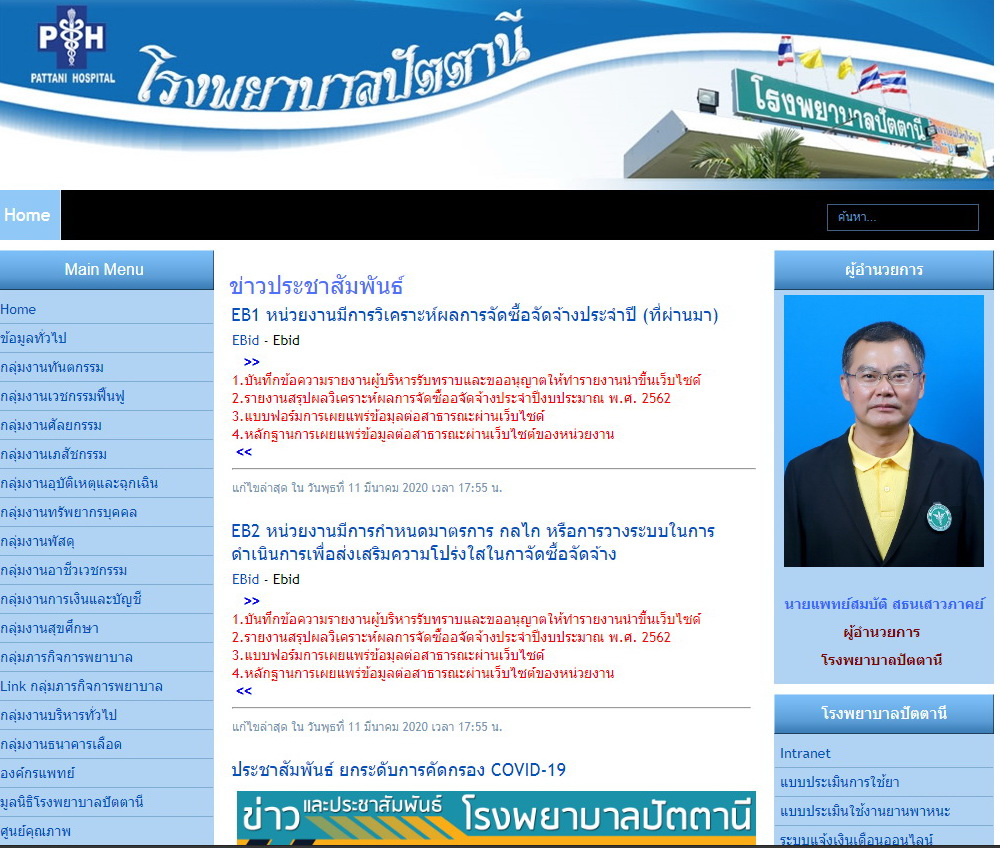 PH
PATTANI HOSPITAL
โรงพยาบาลปัตตานี
โรงพยาบาลปัตตานี
Home
ค้นหา...
Main Menu
Home
ข้อมูลทั่วไป
กลุ่มงานทันตกรรม
กลุ่มงานเวชกรรมฟื้นฟู
กลุ่มงานศัลยกรรม
กลุ่มงานเภสัชกรรม
กลุ่มงานอุบัติเหตุและฉุกเฉิน
กลุ่มงานทรัพยากรบุคคล
กลุ่มงานพัสดุ
กลุ่มงานอาชีวเวชกรรม
กลุ่มงานการเงินและบัญชี
กลุ่มงานสุขศึกษา
กลุ่มภารกิจการพยาบาล
Link กลุ่มภารกิจการพยาบาล
กลุ่มงานบริหารทั่วไป
กลุ่มงานธนาคารเลือด
องค์กรแพทย์
มูลนิธิโรงพยาบาลปัตตานี
ศูนย์คุณภาพ
ข่าวประชาสัมพันธ์
EB1 หน่วยงานมีการวิเคราะห์ผลการจัดซื้อจัดจ้างประจำปี (ที่ผ่านมา)
EBid - Ebid
>>
1.บันทึกข้อความรายงานผู้บริหารรับทราบและขออนุญาตให้ทำรายงานนำขึ้นเว็บไซด์
2.รายงานสรุปผลวิเคราะห์ผลการจัดซื้ออจัดจ้างประจำปีงบประมาณ พ.ศ. 2562
3.แบบฟอร์มการเผยแพร่ข้อมูลต่อสาธารณะผ่านเว็บไซด์
4.หลักฐานการเผยแพร่ข้อมูลต่อสาธารณะผ่านเว็บไซต์ของหน่วยงาน
<<
แก้ไขล่าสุด ใน วันพุธที่ 11 มีนาคม 2020 เวลา 17:55 น.
EB2 หน่วยงานมีการกำหนดมาตรการ กลไก หรือการวางระบบในการ
ดำเนินการเพื่อส่งเสริมความโปร่งใสในกาจัดซื้อจัดจ้าง
EBid - Ebid
>>
1.บันทึกข้อความรายงานผู้บริหารรับทราบและขออนุญาตให้ทำรายงานนำขึ้นเว็บไซด์
2.รายงานสรุปผลวิเคราะห์ผลการจัดซื้ออจัดจ้างประจำปีงบประมาณ พ.ศ. 2562
3.แบบฟอร์มการเผยแพร่ข้อมูลต่อสาธารณะผ่านเว็บไซด์
4.หลักฐานการเผยแพร่ข้อมูลต่อสาธารณะผ่านเว็บไซต์ของหน่วยงาน
<<
แก้ไขล่าสุด ใน วันพุธที่ 11 มีนาคม 2020 เวลา 17:55 น.
ประชาสัมพันธ์ ยกระดับการคัดกรอง COVID-19
ข่าว และประชาสัมพันธ์ โรงพยาบาลปัตตานี
ผู้อำนวยการ
นายแพทย์สมบัติ สธนเสาวภาคย์
ผู้อำนวยการ
โรงพยาบาลปัตตานี
โรงพยาบาลปัตตานี
Intranet
แบบประเมินการใช้ยา
แบบประเมินใช้งานยานพาหนะ
ระบบแจ้งเงินเดือนออนไลน์